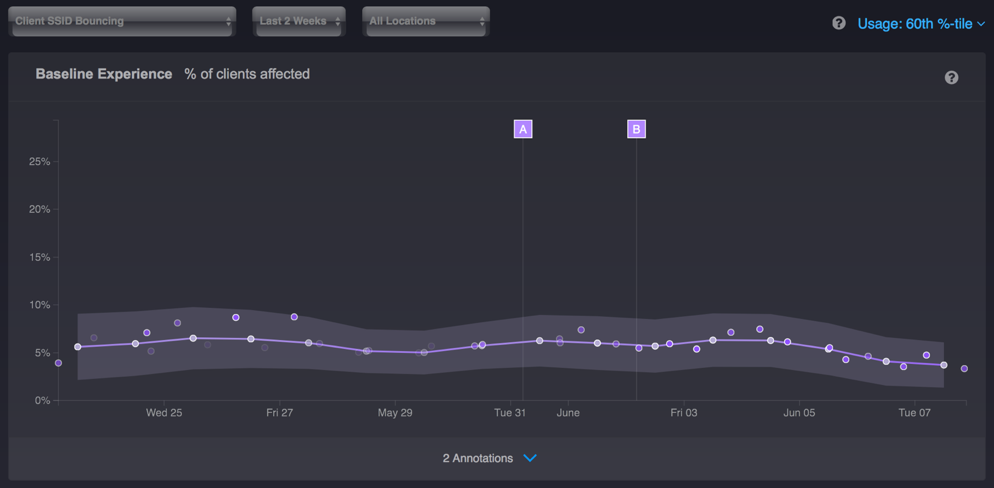 Client SSID Bouncing
Last 2 Weeks
All Locations
? Usage: 60th %-tile
Baseline Experience % of clients affected
?
A
B
25%
20%
15%
10%
5%
0%
Wed 25
Fri 27
May 29
Tue 31
June
Fri 03
Jun 05
Tue 07
2 Annotations